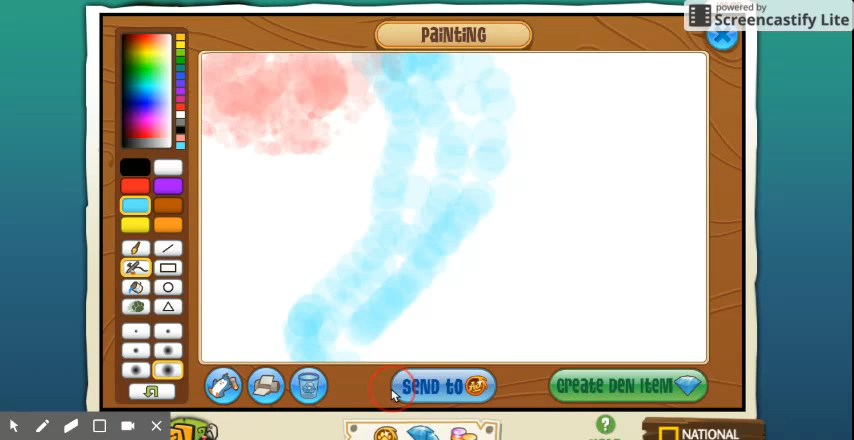 powered by
Screencastify Lite
PAINTING
SEND TO
CREATE DEN ITEM
NATIONAL